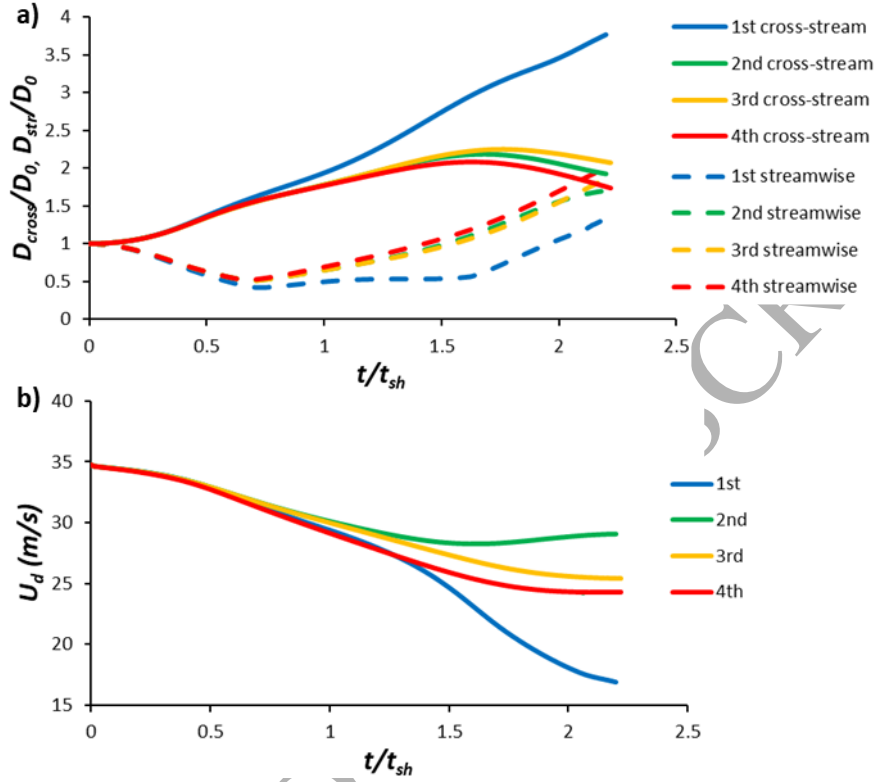 a)
D_cross/D_0, D_str/D_0
4
3.5
3
2.5
2
1.5
1
0.5
0
0 0.5 1 1.5 2 2.5
t/t_sh
1st cross-stream
2nd cross-stream
3rd cross-stream
4th cross-stream
1st streamwise
2nd streamwise
3rd streamwise
4th streamwise
b)
U_d (m/s)
40
35
30
25
20
15
0 0.5 1 1.5 2 2.5
t/t_sh
1st
2nd
3rd
4th